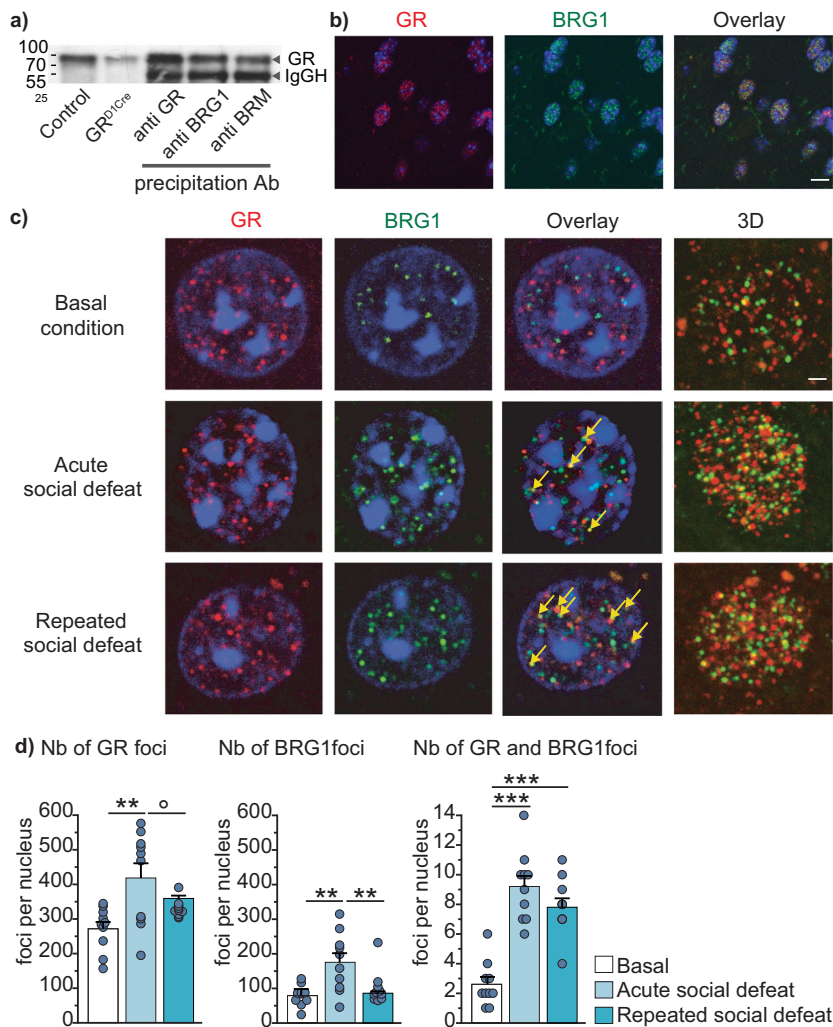 a)
100
70
55
25
GR
IgGH
Control
GRD1Cre
anti GR
anti BRG1
anti BRM
precipitation Ab
b)
GR
BRG1
Overlay
c)
GR
BRG1
Overlay
3D
Basal
condition
Acute
social defeat
Repeated
social defeat
d) Nb of GR foci
Nb of BRG1foci
Nb of GR and BRG1foci
foci per nucleus
600
500
400
300
200
100
0
**
°
foci per nucleus
600
500
400
300
200
100
0
**
**
foci per nucleus
14
12
10
8
6
4
2
0
***
***
Basal
Acute social defeat
Repeated social defeat